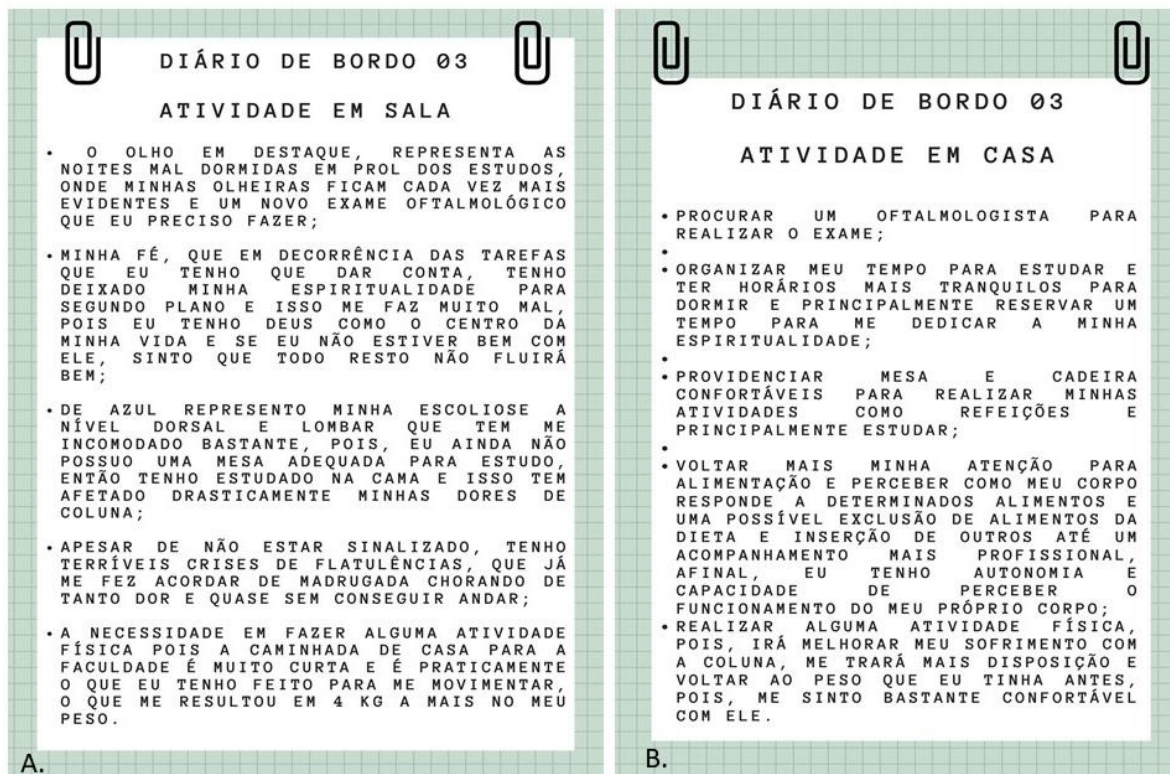 DIÁRIO DE BORDO 03
ATIVIDADE EM SALA
• O OLHO EM DESTAQUE, REPRESENTA AS
NOITES MAL DORMIDAS EM PROL DOS ESTUDOS,
ONDE MINHAS OLHEIRAS FICAM CADA VEZ MAIS
EVIDENTES E UM NOVO EXAME OFTALMOLÓGICO
QUE EU PRECISO FAZER;
• MINHA FÉ, QUE EM DECORRÊNCIA DAS TAREFAS
QUE EU TENHO QUE DAR CONTA, TENHO
DEIXADO MINHA ESPIRITUALIDADE PARA
SEGUNDO PLANO E ISSO ME FAZ MUITO MAL,
POIS EU TENHO DEUS COMO O CENTRO DA
MINHA VIDA E SE EU NÃO ESTIVER BEM COM
ELE, SINTO QUE TODO RESTO NÃO FLUIRÁ
BEM;
• DE AZUL REPRESENTO MINHA ESCOLIOSE A
NÍVEL DORSAL E LOMBAR QUE TEM ME
INCOMODADO BASTANTE, POIS, EU AINDA NÃO
POSSUO UMA MESA ADEQUADA PARA ESTUDO,
ENTÃO TENHO ESTUDADO NA CAMA E ISSO TEM
AFETADO DRASTICAMENTE MINHAS DORES DE
COLUNA;
• APESAR DE NÃO ESTAR SINALIZADO, TENHO
TERRÍVEIS CRISES DE FLATULÊNCIAS, QUE JÁ
ME FEZ ACORDAR DE MADRUGADA CHORANDO DE
TANTO DOR E QUASE SEM CONSEGUIR ANDAR;
• A NECESSIDADE EM FAZER ALGUMA ATIVIDADE
FÍSICA POIS A CAMINHADA DE CASA PARA A
FACULDADE É MUITO CURTA E É PRATICAMENTE
O QUE EU TENHO FEITO PARA ME MOVIMENTAR,
O QUE ME RESULTOU EM 4 KG A MAIS NO MEU
PESO.
A.
DIÁRIO DE BORDO 03
ATIVIDADE EM CASA
• PROCURAR UM OFTALMOLOGISTA PARA
REALIZAR O EXAME;
•
• ORGANIZAR MEU TEMPO PARA ESTUDAR E
TER HORÁRIOS MAIS TRANQUILOS PARA
DORMIR E PRINCIPALMENTE RESERVAR UM
TEMPO PARA ME DEDICAR A MINHA
ESPIRITUALIDADE;
•
• PROVIDENCIAR MESA E CADEIRA
CONFORTÁVEIS PARA REALIZAR MINHAS
ATIVIDADES COMO REFEIÇÕES E
PRINCIPALMENTE ESTUDAR;
•
• VOLTAR MAIS MINHA ATENÇÃO PARA
ALIMENTAÇÃO E PERCEBER COMO MEU CORPO
RESPONDE A DETERMINADOS ALIMENTOS E
UMA POSSÍVEL EXCLUSÃO DE ALIMENTOS DA
DIETA E INSERÇÃO DE OUTROS ATÉ UM
ACOMPANHAMENTO MAIS PROFISSIONAL,
AFINAL, EU TENHO AUTONOMIA E
CAPACIDADE DE PERCEBER O
FUNCIONAMENTO DO MEU PRÓPRIO CORPO;
• REALIZAR ALGUMA ATIVIDADE FÍSICA,
POIS, IRÁ MELHORAR MEU SOFRIMENTO COM
A COLUNA, ME TRARÁ MAIS DISPOSIÇÃO E
VOLTAR AO PESO QUE EU TINHA ANTES,
POIS, ME SINTO BASTANTE CONFORTÁVEL
COM ELE.
B.